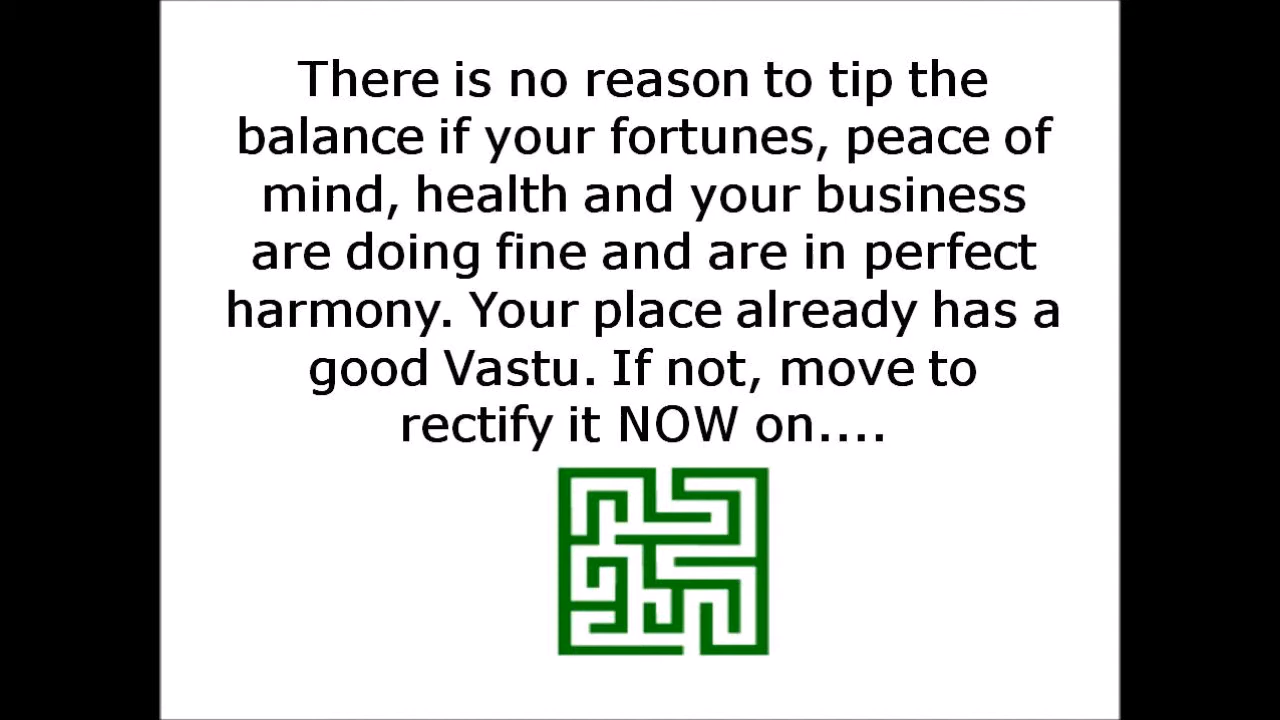 There is no reason to tip the
balance if your fortunes, peace of
mind, health and your business
are doing fine and are in perfect
harmony. Your place already has a
good Vastu. If not, move to
rectify it NOW on....